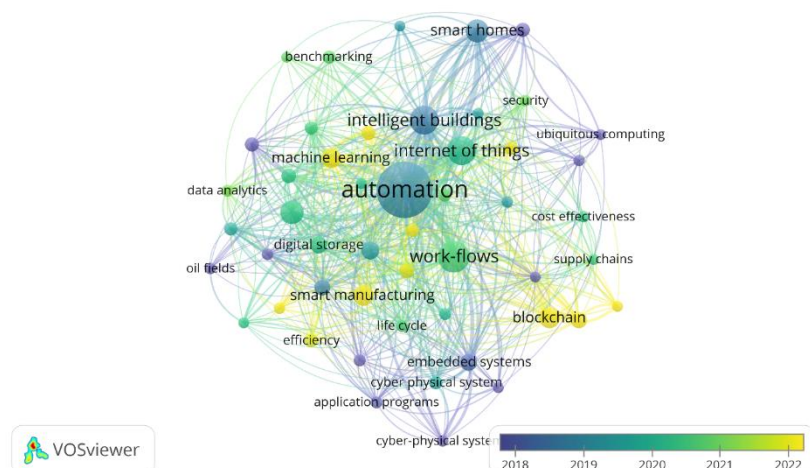 smart homes
benchmarking
security
intelligent buildings
ubiquitous computing
internet of things
machine learning
automation
data analytics
cost effectiveness
digital storage
work-flows
supply chains
oil fields
smart manufacturing
blockchain
life cycle
efficiency
embedded systems
cyber physical system
application programs
cyber-physical system
VOSviewer
2018 2019 2020 2021 2022